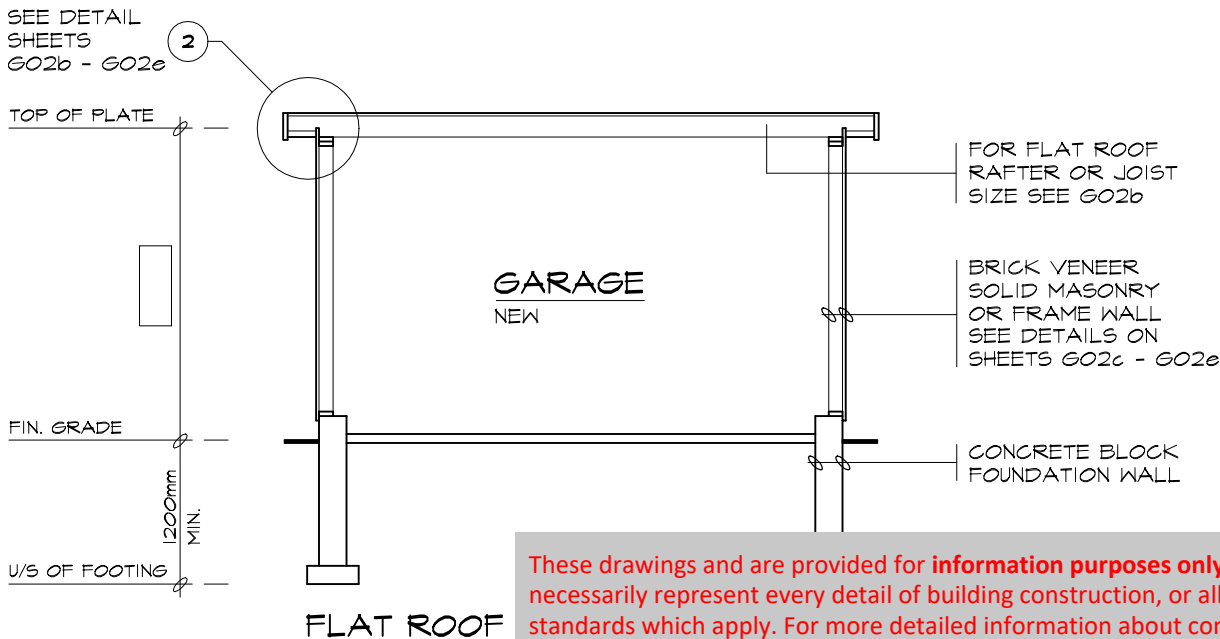 SEE DETAIL
SHEETS
G02b - G02e
2
TOP OF PLATE
FOR FLAT ROOF
RAFTER OR JOIST
SIZE SEE G02b
GARAGE
NEW
BRICK VENEER
SOLID MASONRY
OR FRAME WALL
SEE DETAILS ON
SHEETS G02c - G02e
FIN. GRADE
CONCRETE BLOCK
FOUNDATION WALL
1200mm
MIN.
U/S OF FOOTING
FLAT ROOF
These drawings and are provided for information purposes only
necessarily represent every detail of building construction, or all
standards which apply. For more detailed information about con